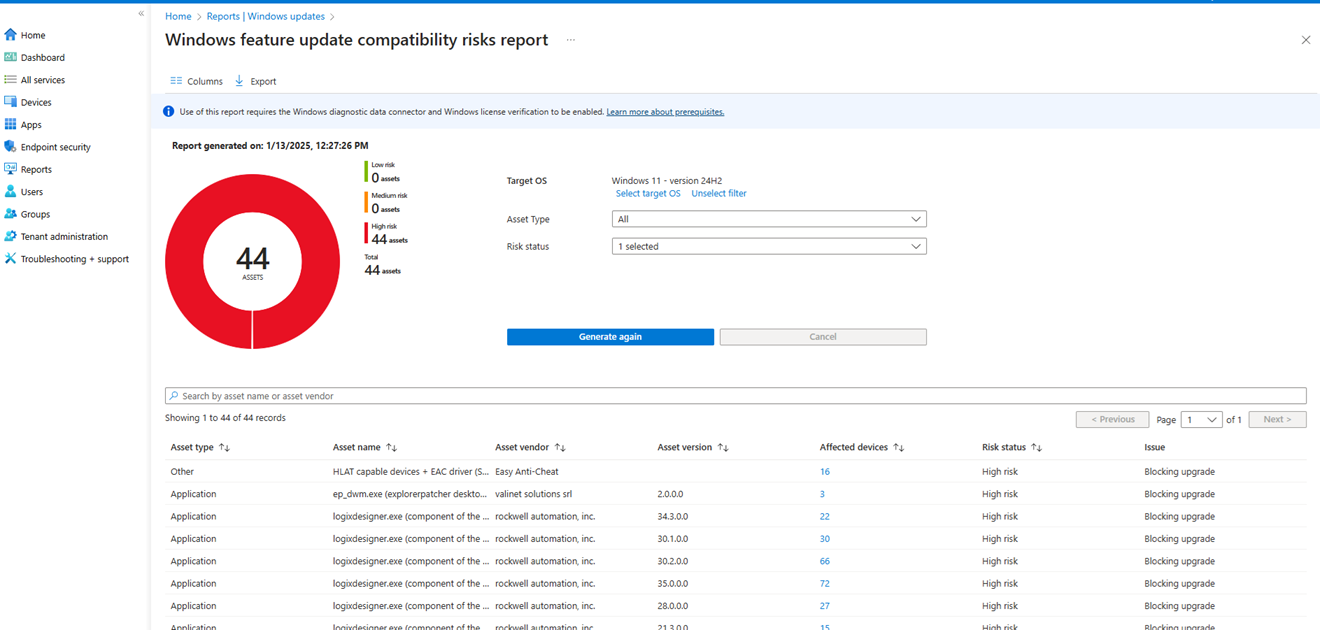 «
Home > Reports | Windows updates >
Windows feature update compatibility risks report ...
Home
Dashboard
All services
Devices
Apps
Endpoint security
Reports
Users
Groups
Tenant administration
Troubleshooting + support
Columns Export
Use of this report requires the Windows diagnostic data connector and Windows license verification to be enabled. Learn more about prerequisites.
Report generated on: 1/13/2025, 12:27:26 PM
44
ASSETS
Low risk
0 assets
Medium risk
0 assets
High risk
44 assets
Total
44 assets
Target OS Windows 11 - version 24H2
Select target OS Unselect filter
Asset Type All
Risk status 1 selected
Generate again Cancel
Search by asset name or asset vendor
Showing 1 to 44 of 44 records
< Previous Page 1 of 1 Next >
Asset type Asset name Asset vendor Asset version Affected devices Risk status Issue
Other HLAT capable devices + EAC driver (S... Easy Anti-Cheat 16 High risk Blocking upgrade
Application ep_dwm.exe (explorerpatcher deskto... valinet solutions srl 2.0.0.0 3 High risk Blocking upgrade
Application logixdesigner.exe (component of the ... rockwell automation, inc. 34.3.0.0 22 High risk Blocking upgrade
Application logixdesigner.exe (component of the ... rockwell automation, inc. 30.1.0.0 30 High risk Blocking upgrade
Application logixdesigner.exe (component of the ... rockwell automation, inc. 30.2.0.0 66 High risk Blocking upgrade
Application logixdesigner.exe (component of the ... rockwell automation, inc. 35.0.0.0 72 High risk Blocking upgrade
Application logixdesigner.exe (component of the ... rockwell automation, inc. 28.0.0.0 27 High risk Blocking upgrade
Application logixdesigner.exe (component of the ... rockwell automation, inc. 21.3.0.0 15 High risk Blocking upgrade